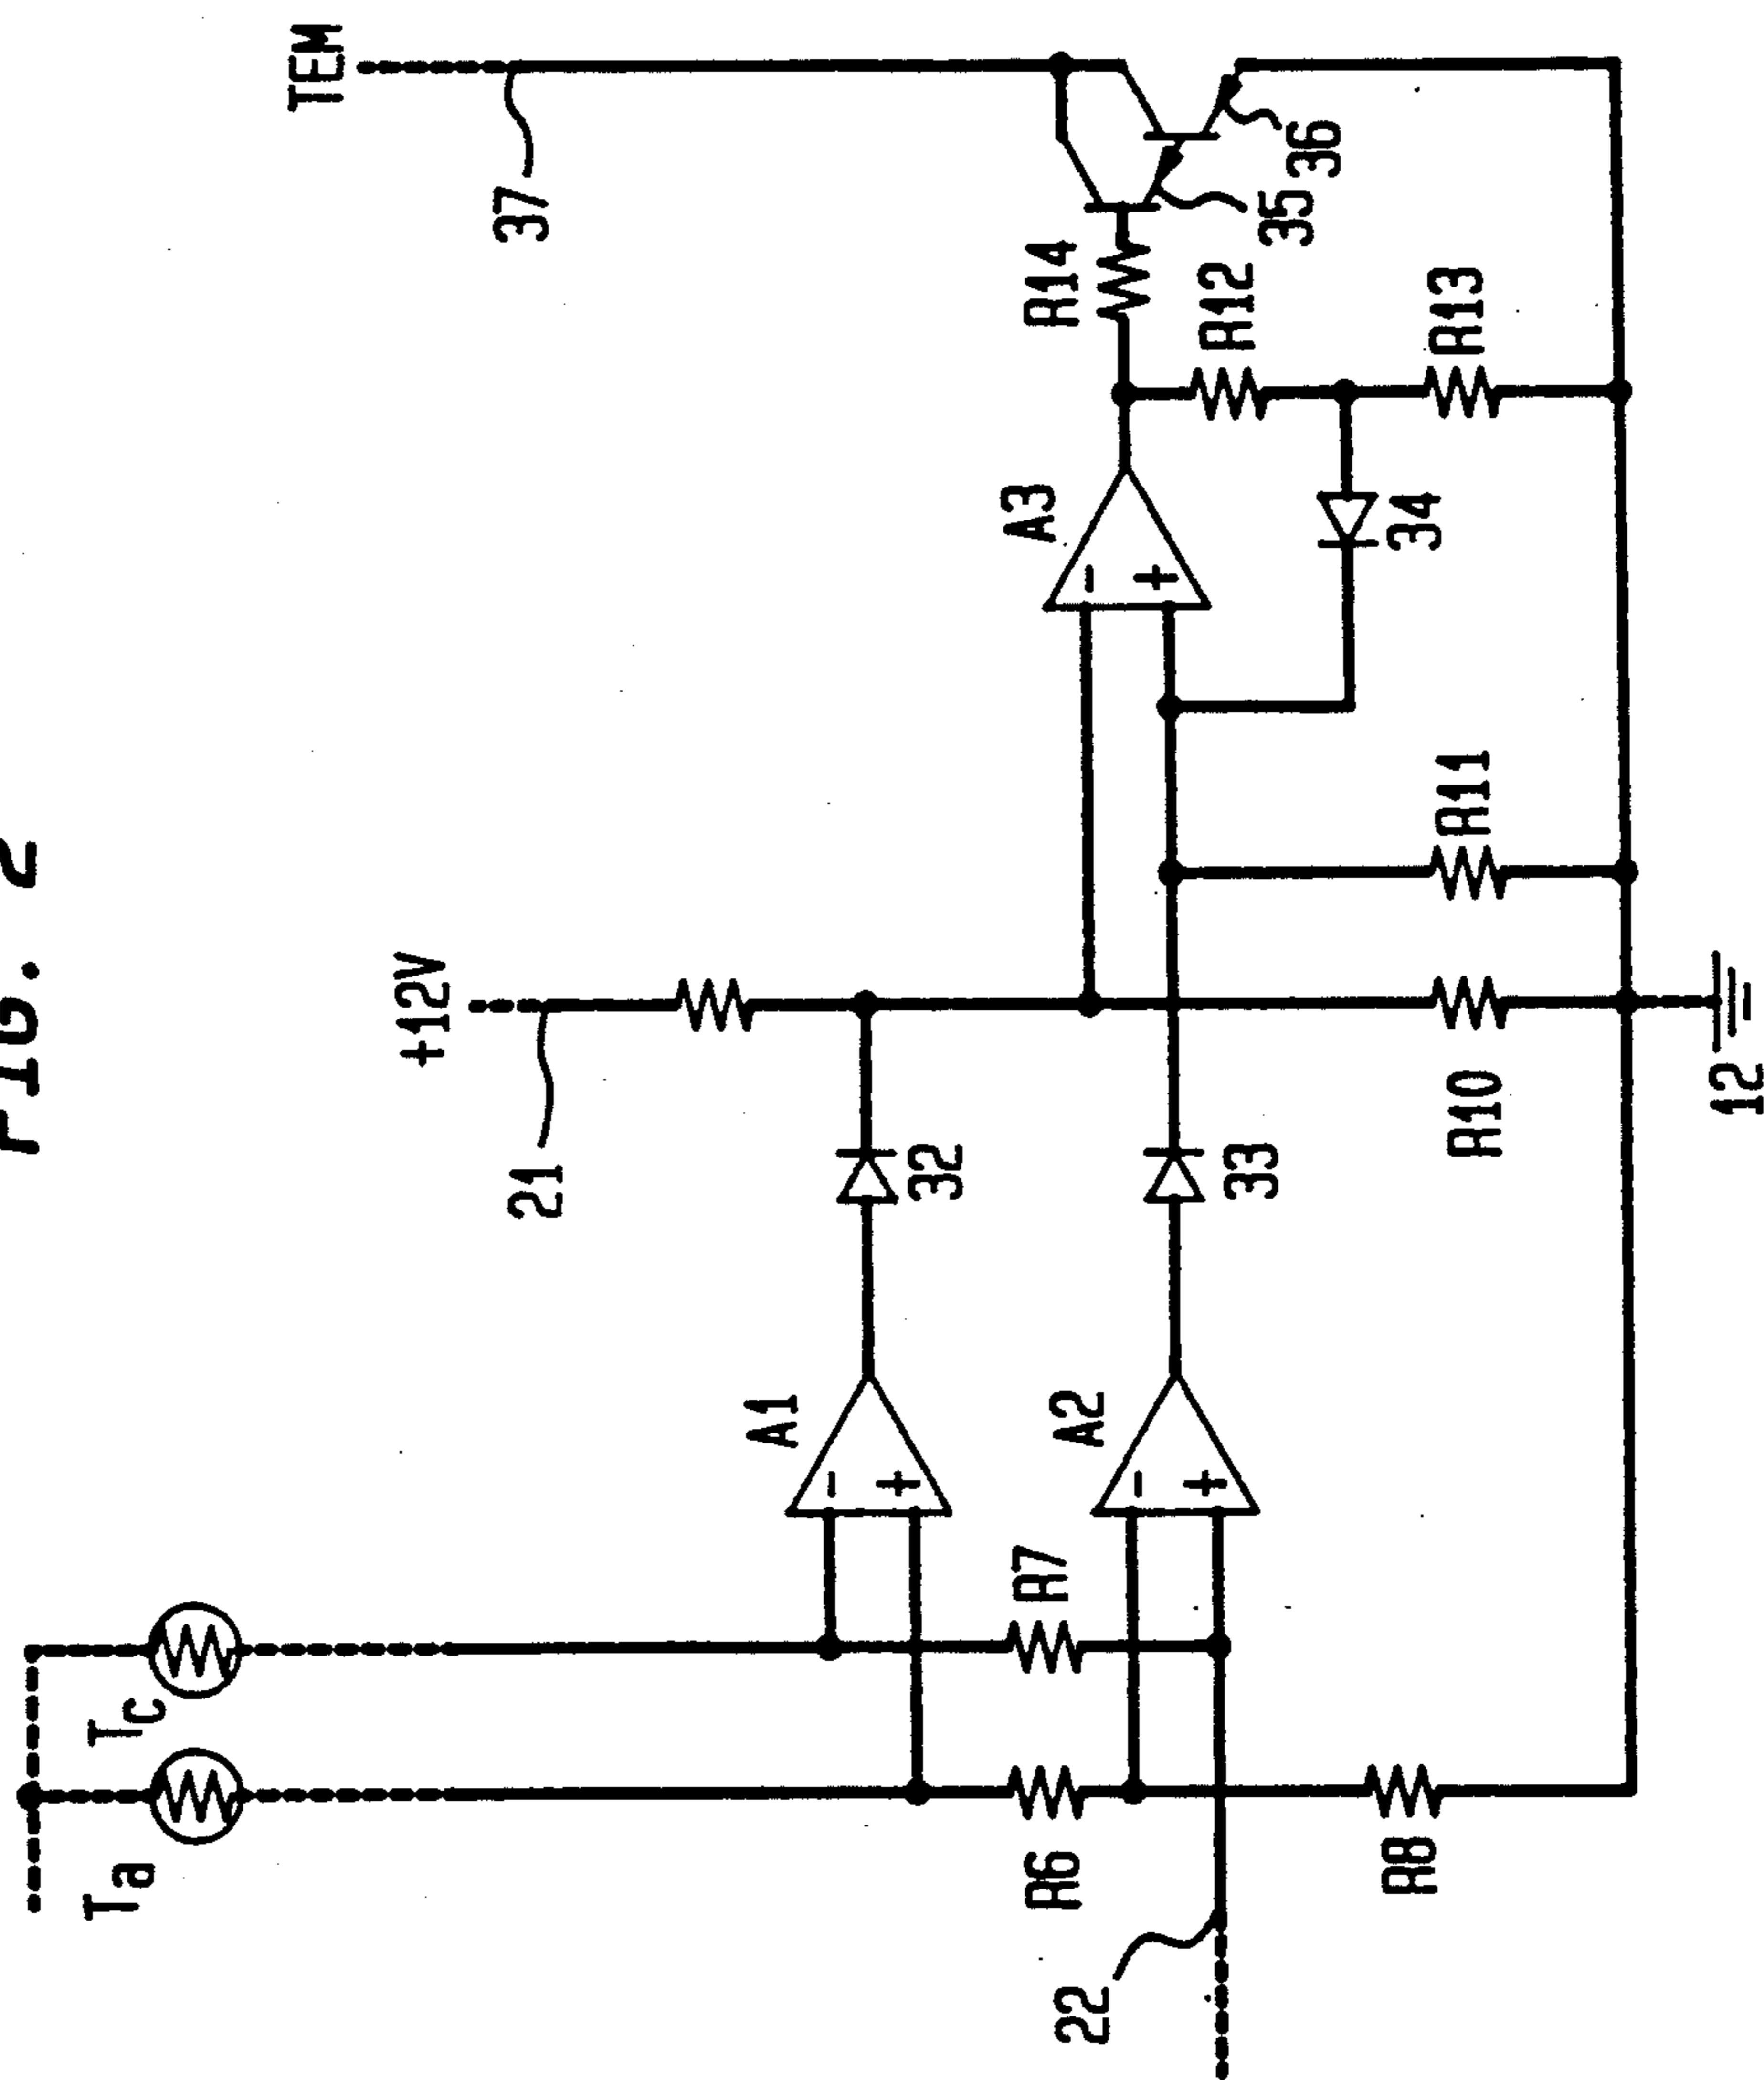 FIG. 2
Ta
Tc
+12V
TEM
21
37
A1
32
A3
R14
35
36
R7
R6
22
A2
33
R12
34
R13
R8
R10
R11
12